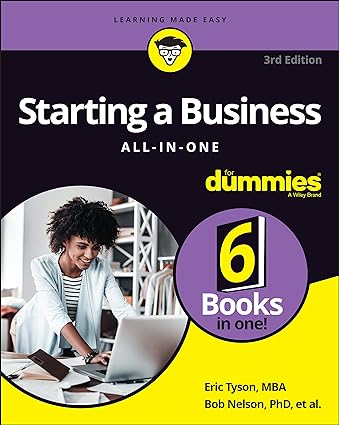 LEARNING MADE EASY
3rd Edition
Starting a Business
ALL-IN-ONE
for
dummies®
A Wiley Brand
6
Books
in one!
Eric Tyson, MBA
Bob Nelson, PhD, et al.